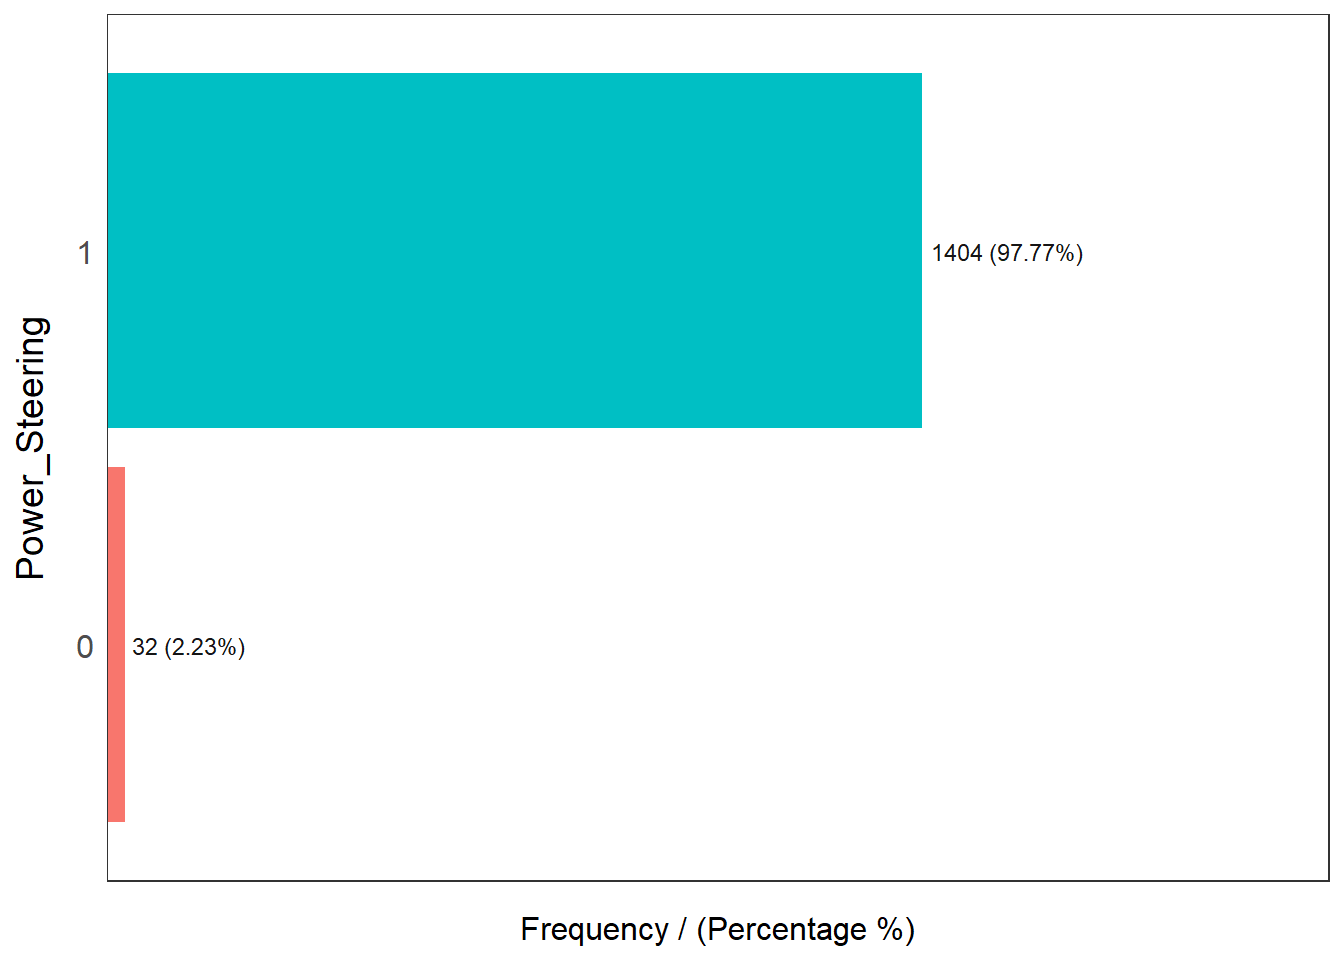 Power_Steering
1
1404 (97.77%)
0
32 (2.23%)
Frequency / (Percentage %)